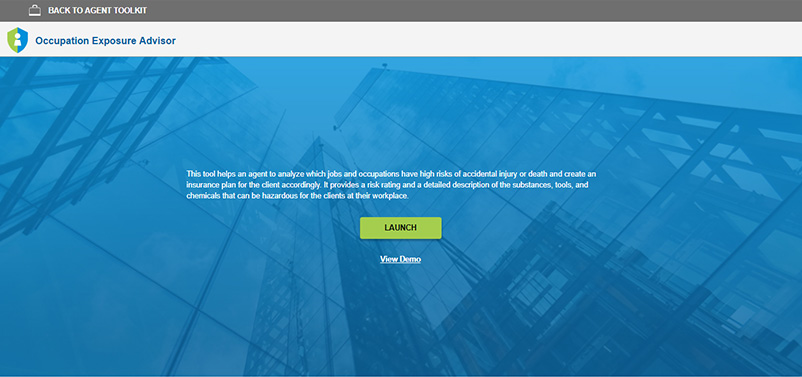 BACK TO AGENT TOOLKIT
Occupation Exposure Advisor
This tool helps an agent to analyze which jobs and occupations have high risks of accidental injury or death and create an
insurance plan for the client accordingly. It provides a risk rating and a detailed description of the substances, tools, and
chemicals that can be hazardous for the clients at their workplace.
LAUNCH
View Demo